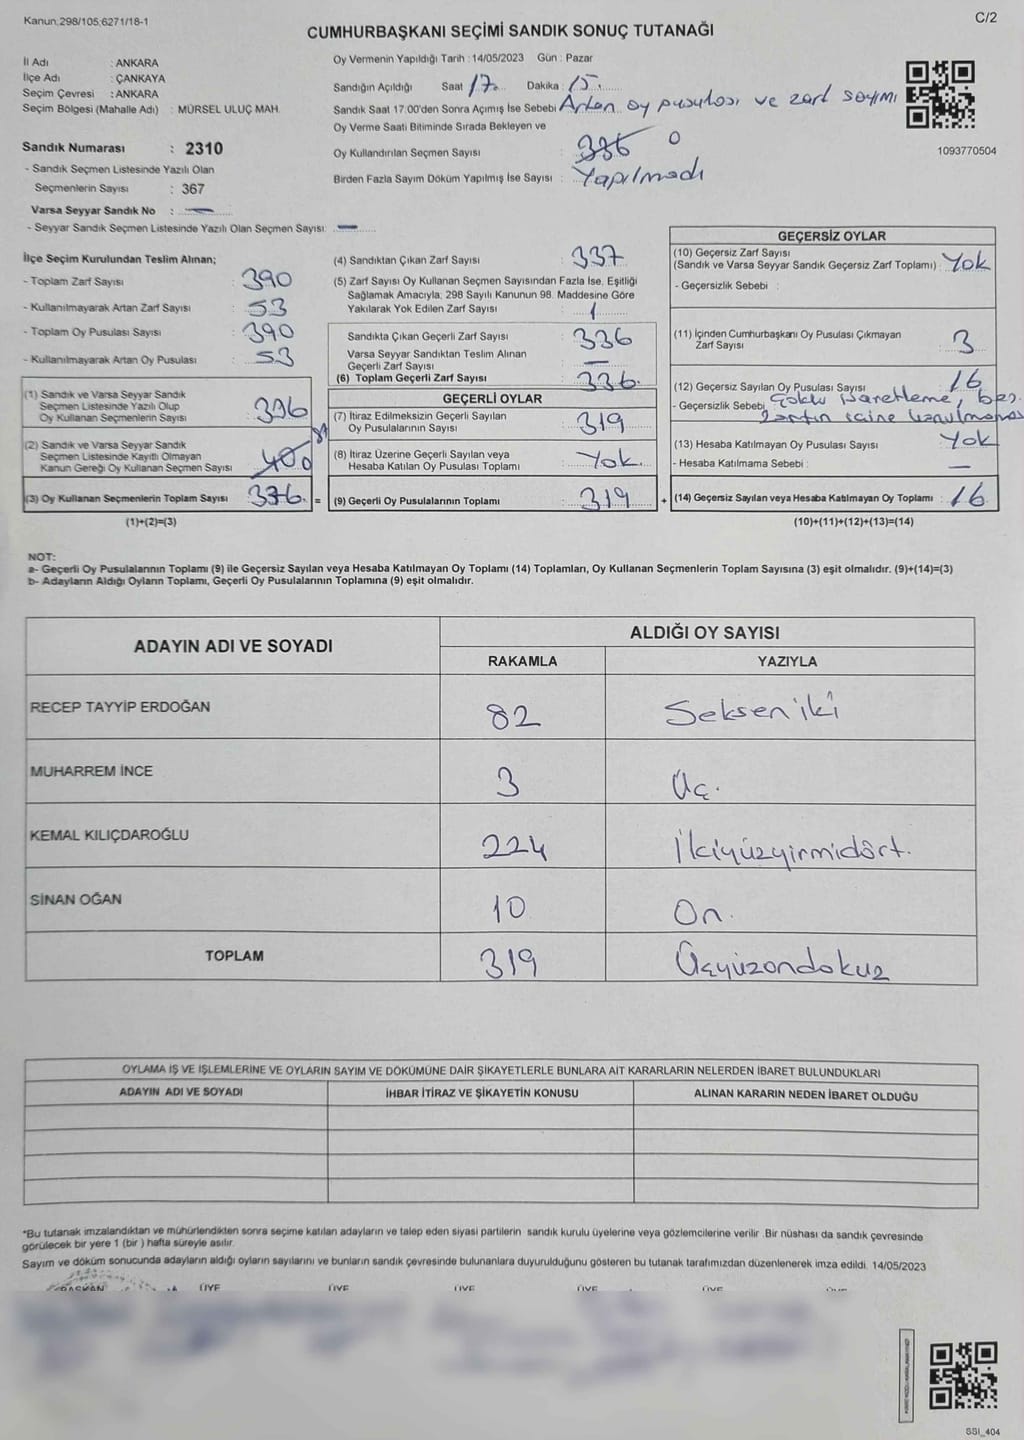 Kanun;298/105;6271/18-1
C/2
CUMHURBAŞKANI SEÇİMİ SANDIK SONUÇ TUTANAĞI
İl Adı : ANKARA
İlçe Adı : ÇANKAYA
Seçim Çevresi : ANKARA
Seçim Bölgesi (Mahalle Adı) : MÜRSEL ULUÇ MAH.
Sandık Numarası : 2310
- Sandık Seçmen Listesinde Yazılı Olan
Seçmenlerin Sayısı : 367
Varsa Seyyar Sandık No : —
- Seyyar Sandık Seçmen Listesinde Yazılı Olan Seçmen Sayısı: —
Oy Vermenin Yapıldığı Tarih : 14/05/2023 Gün : Pazar
Sandığın Açıldığı Saat 17 Dakika : 15
Sandık Saat 17:00'den Sonra Açımış İse Sebebi Artan oy pusulası ve zarf sayımı
Oy Verme Saati Bitiminde Sırada Bekleyen ve
Oy Kullandırılan Seçmen Sayısı : 336 0
Birden Fazla Sayım Döküm Yapılmış İse Sayısı : Yapılmadı
1093770504
İlçe Seçim Kurulundan Teslim Alınan;
- Toplam Zarf Sayısı : 390
- Kullanılmayarak Artan Zarf Sayısı : 53
- Toplam Oy Pusulası Sayısı : 390
- Kullanılmayarak Artan Oy Pusulası : 53
(1) Sandık ve Varsa Seyyar Sandık
Seçmen Listesinde Yazılı Olup
Oy Kullanan Seçmenlerin Sayısı : 336
(2) Sandık ve Varsa Seyyar Sandık
Seçmen Listesinde Kayıtlı Olmayan
Kanun Gereği Oy Kullanan Seçmen Sayısı
(3) Oy Kullanan Seçmenlerin Toplam Sayısı : 336 =
(1)+(2)=(3)
(4) Sandıktan Çıkan Zarf Sayısı : 337
(5) Zarf Sayısı Oy Kullanan Seçmen Sayısından Fazla İse, Eşitliği
Sağlamak Amacıyla; 298 Sayılı Kanunun 98. Maddesine Göre
Yakılarak Yok Edilen Zarf Sayısı : 1
Sandıkta Çıkan Geçerli Zarf Sayısı : 336
Varsa Seyyar Sandıktan Teslim Alınan
Geçerli Zarf Sayısı : —
(6) Toplam Geçerli Zarf Sayısı : 336
GEÇERLİ OYLAR
(7) İtiraz Edilmeksizin Geçerli Sayılan
Oy Pusulalarının Sayısı : 319
(8) İtiraz Üzerine Geçerli Sayılan veya
Hesaba Katılan Oy Pusulası Toplamı : Yok.
(9) Geçerli Oy Pusulalarının Toplamı : 319 +
GEÇERSİZ OYLAR
(10) Geçersiz Zarf Sayısı
(Sandık ve Varsa Seyyar Sandık Geçersiz Zarf Toplamı) : Yok
- Geçersizlik Sebebi :
(11) İçinden Cumhurbaşkanı Oy Pusulası Çıkmayan
Zarf Sayısı : 3
(12) Geçersiz Sayılan Oy Pusulası Sayısı : 16
- Geçersizlik Sebebi Çoklu işaretleme, boş.
Zarfın içine konulmaması
(13) Hesaba Katılmayan Oy Pusulası Sayısı : Yok
- Hesaba Katılmama Sebebi : —
(14) Geçersiz Sayılan veya Hesaba Katılmayan Oy Toplamı : 16
(10)+(11)+(12)+(13)=(14)
NOT:
a- Geçerli Oy Pusulalarının Toplamı (9) ile Geçersiz Sayılan veya Hesaba Katılmayan Oy Toplamı (14) Toplamları, Oy Kullanan Seçmenlerin Toplam Sayısına (3) eşit olmalıdır. (9)+(14)=(3)
b- Adayların Aldığı Oyların Toplamı, Geçerli Oy Pusulalarının Toplamına (9) eşit olmalıdır.
ADAYIN ADI VE SOYADI ALDIĞI OY SAYISI
RAKAMLA YAZIYLA
RECEP TAYYİP ERDOĞAN 82 Seksen iki
MUHARREM İNCE 3 Üç.
KEMAL KILIÇDAROĞLU 224 İkiyüzyirmidört.
SİNAN OĞAN 10 On.
TOPLAM 319 Üçyüzondokuz
OYLAMA İŞ VE İŞLEMLERİNE VE OYLARIN SAYIM VE DÖKÜMÜNE DAİR ŞİKAYETLERLE BUNLARA AİT KARARLARIN NELERDEN İBARET BULUNDUKLARI
ADAYIN ADI VE SOYADI İHBAR İTİRAZ VE ŞİKAYETİN KONUSU ALINAN KARARIN NEDEN İBARET OLDUĞU
*Bu tutanak imzalandıktan ve mühürlendikten sonra seçime katılan adayların ve talep eden siyasi partilerin sandık kurulu üyelerine veya gözlemcilerine verilir. Bir nüshası da sandık çevresinde
görülecek bir yere 1 (bir ) hafta süreyle asılır.
Sayım ve döküm sonucunda adayların aldığı oyların sayılarını ve bunların sandık çevresinde bulunanlara duyurulduğunu gösteren bu tutanak tarafımızdan düzenlenerek imza edildi. 14/05/2023
BAŞKAN ÜYE ÜYE ÜYE ÜYE ÜYE
SSI_404